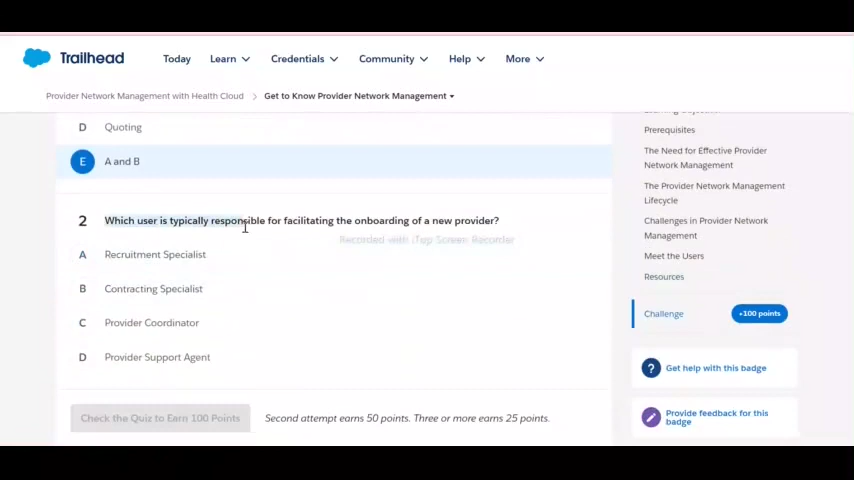 Trailhead
Today
Learn
Credentials
Community
Help
More
Provider Network Management with Health Cloud
Get to Know Provider Network Management
D
Quoting
E
A and B
2
Which user is typically responsible for facilitating the onboarding of a new provider?
Recorded with iTop Screen Recorder
A
Recruitment Specialist
B
Contracting Specialist
C
Provider Coordinator
D
Provider Support Agent
Check the Quiz to Earn 100 Points
Second attempt earns 50 points. Three or more earns 25 points.
Prerequisites
The Need for Effective Provider
Network Management
The Provider Network Management
Lifecycle
Challenges in Provider Network
Management
Meet the Users
Resources
Challenge
+100 points
?
Get help with this badge
Provide feedback for this
badge